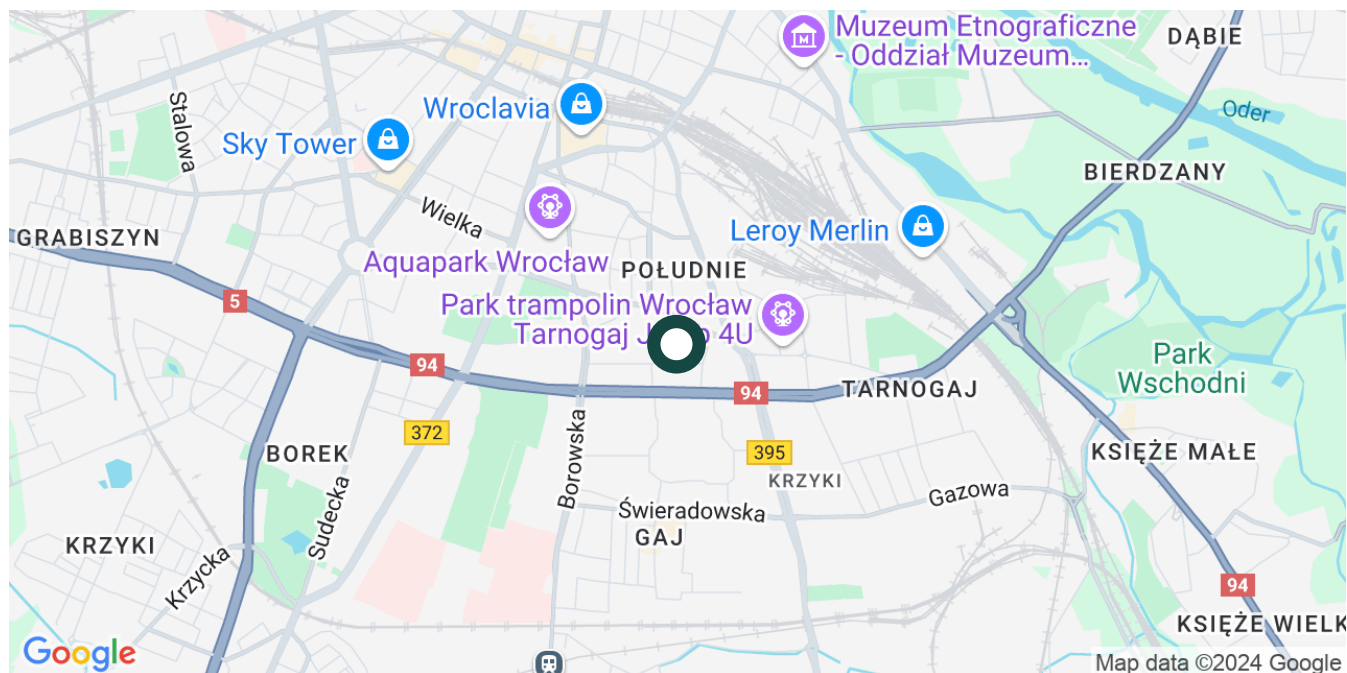 Muzeum Etnograficzne
- Oddział Muzeum...
DĄBIE
Stalowa
Wroclavia
Oder
Sky Tower
BIERDZANY
Wielka
Leroy Merlin
GRABISZYN
Aquapark Wrocław
POŁUDNIE
5
Park trampolin Wrocław
Tarnogaj J
p 4U
94
Park
Wschodni
94
TARNOGAJ
372
Borowska
395
BOREK
KSIĘŻE MAŁE
KRZYKI
Sudecka
Gazowa
Świeradowska
GAJ
KRZYKI
Krzycka
94
KSIĘŻE WIELK
Google
Map data ©2024 Google